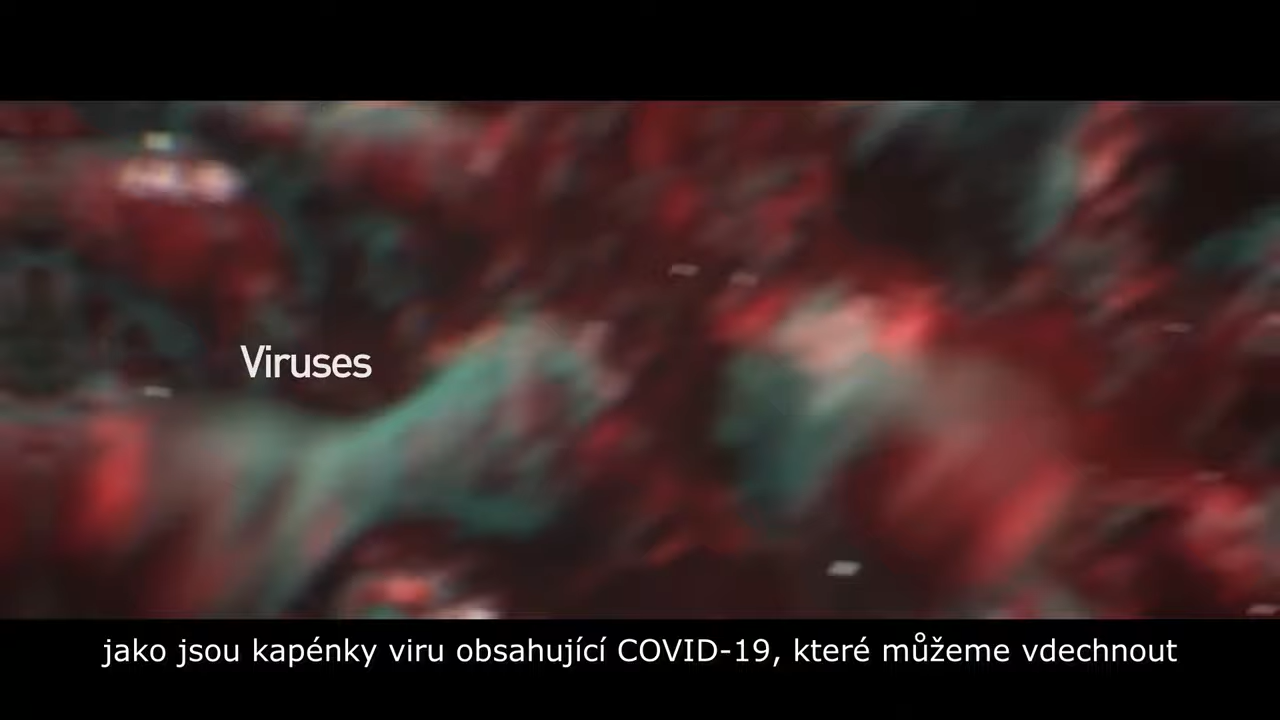 Viruses
jako jsou kapénky viru obsahující COVID-19, které můžeme vdechnout